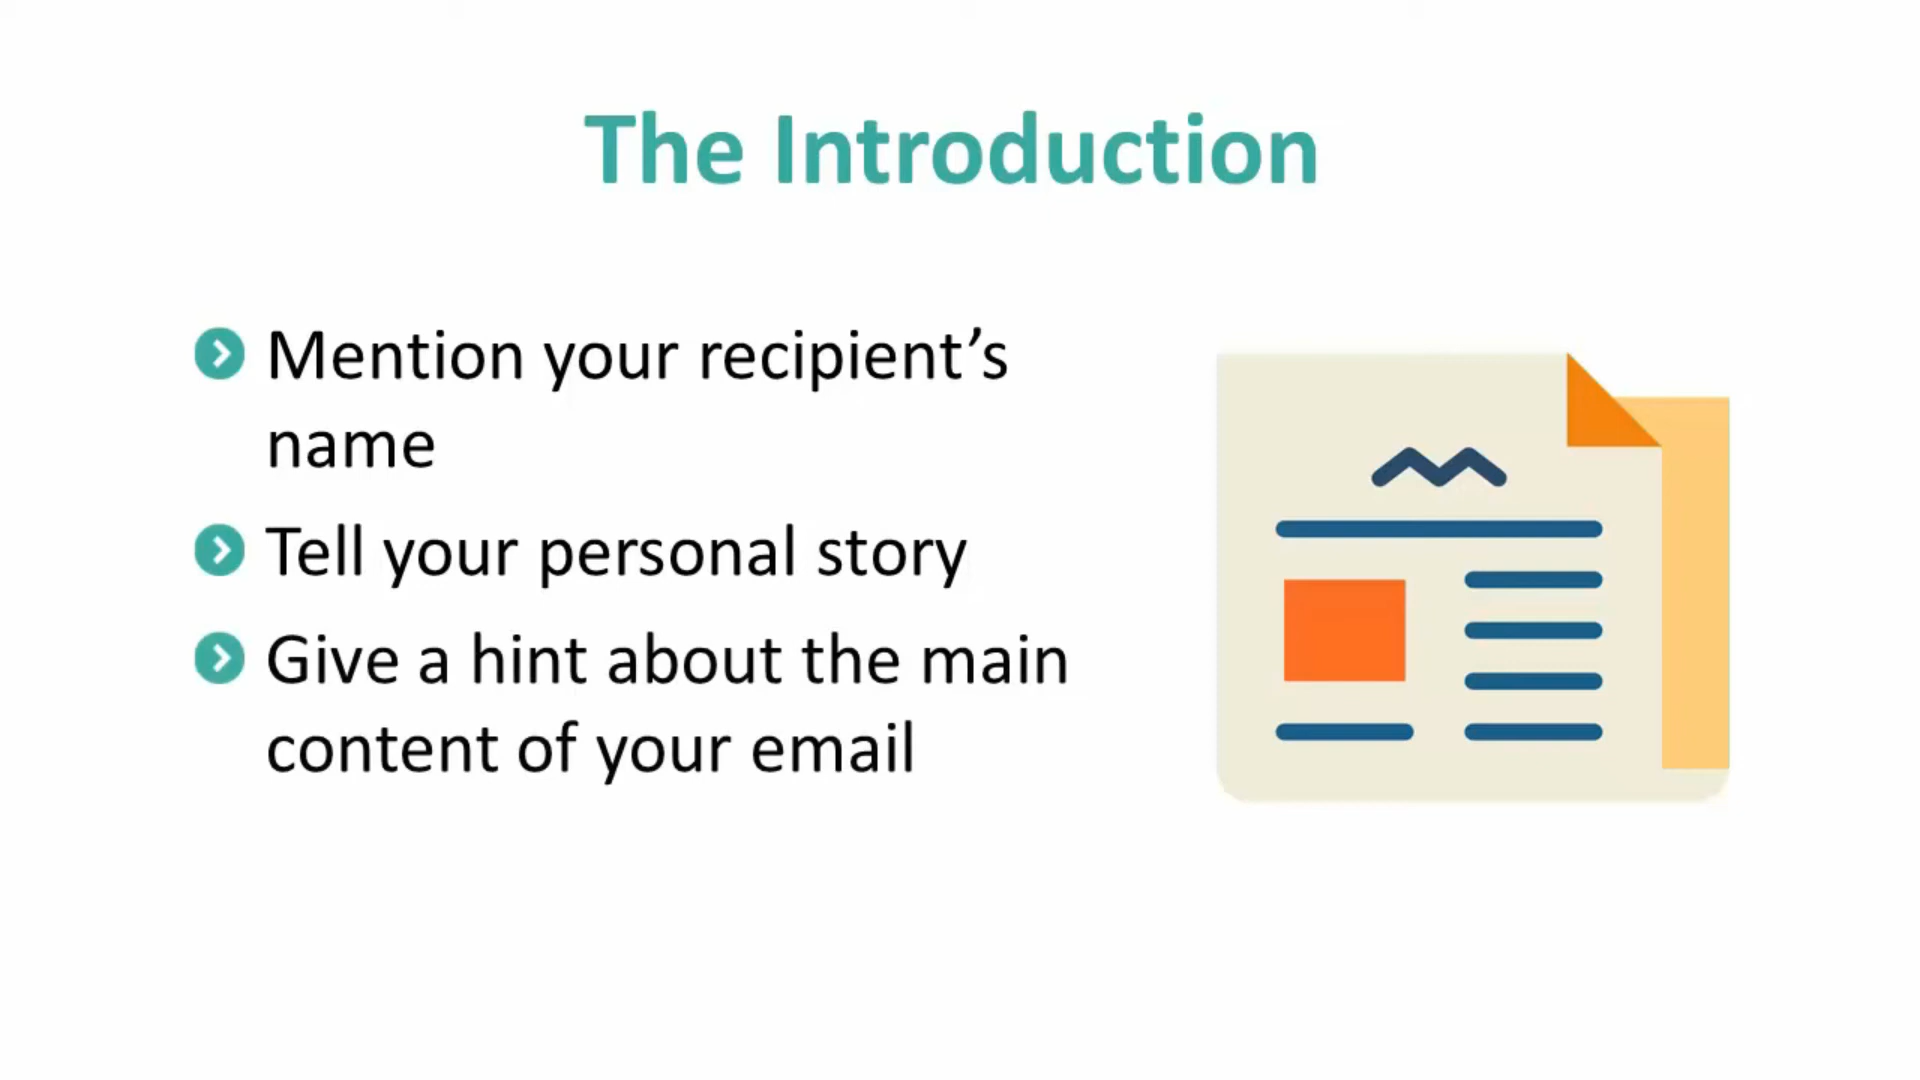 The Introduction
Mention your recipient’s
name
Tell your personal story
Give a hint about the main
content of your email